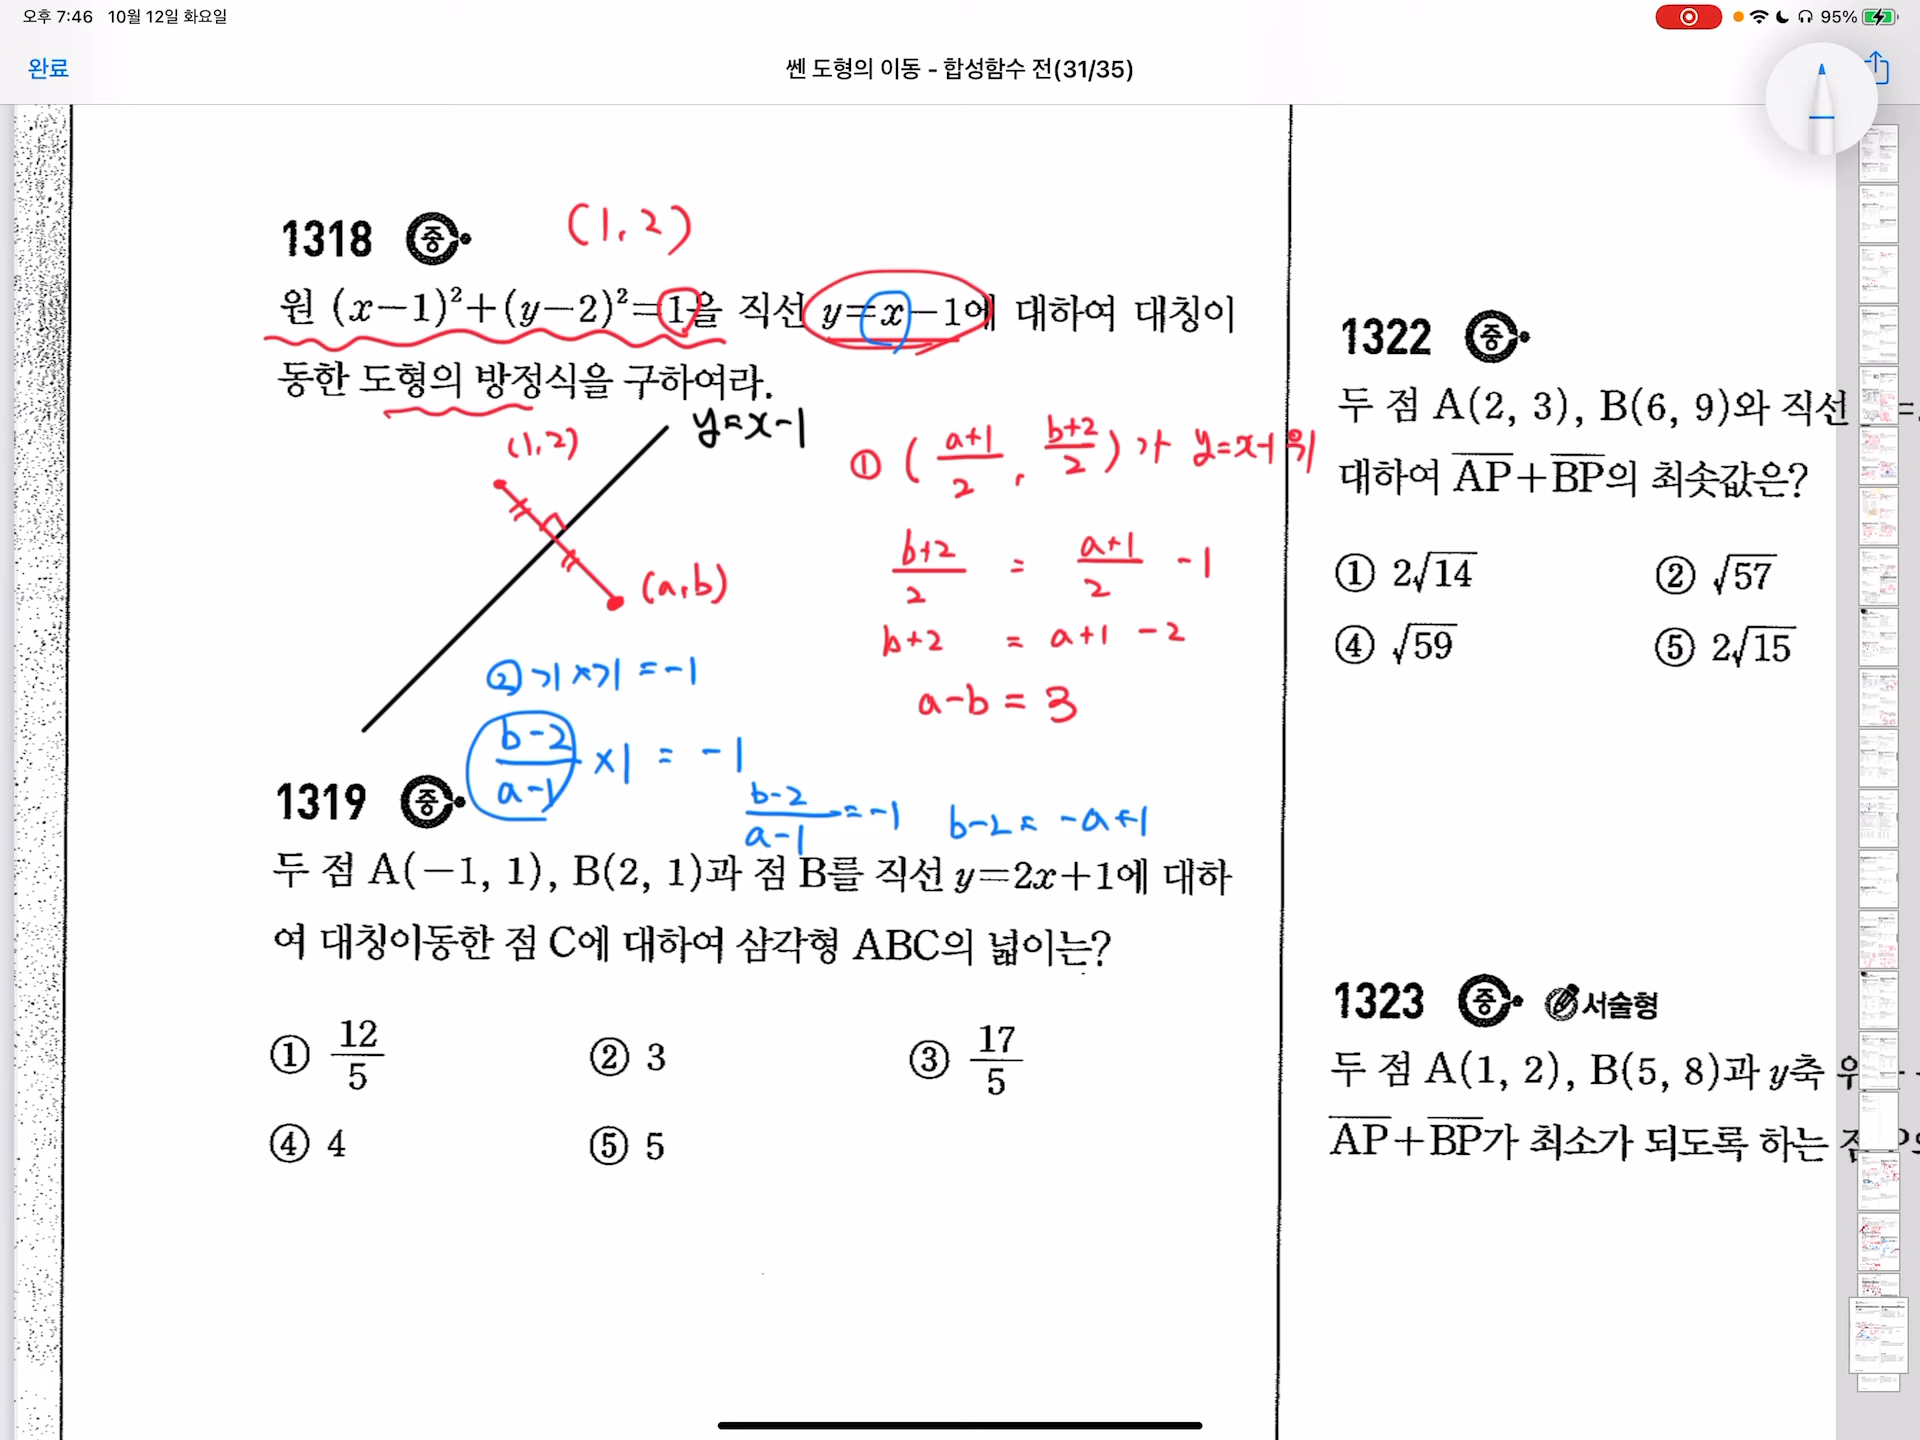 오후 7:46 10월 12일 화요일
95%
완료
쎈 도형의 이동 - 합성함수 전(31/35)
1318 중
(1, 2)
원 (x-1)²+(y-2)²=1을 직선 y=x-1에 대하여 대칭이
동한 도형의 방정식을 구하여라.
y=x-1
(1,2)
(a,b)
① (a+1/2, b+2/2)가 y=x-1위
b+2/2 = a+1/2 -1
b+2 = a+1 -2
a-b = 3
② 기×기 = -1
b-2/a-1 ×1 = -1
b-2/a-1 = -1 b-2 = -a+1
1319 중
두 점 A(-1, 1), B(2, 1)과 점 B를 직선 y=2x+1에 대하
여 대칭이동한 점 C에 대하여 삼각형 ABC의 넓이는?
① 12/5 ② 3 ③ 17/5
④ 4 ⑤ 5
1322 중
두 점 A(2, 3), B(6, 9)와 직선
대하여 AP+BP의 최솟값은?
① 2√14 ② √57
④ √59 ⑤ 2√15
1323 중 서술형
두 점 A(1, 2), B(5, 8)과 y축
AP+BP가 최소가 되도록 하는